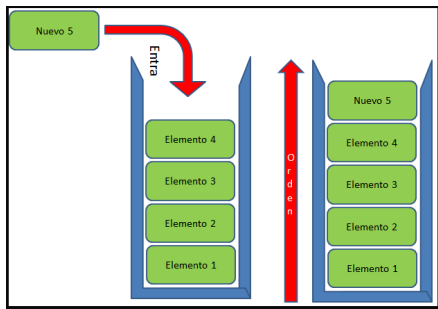 Nuevo 5
Entra
Elemento 4
Elemento 3
Elemento 2
Elemento 1
Orden
Nuevo 5
Elemento 4
Elemento 3
Elemento 2
Elemento 1